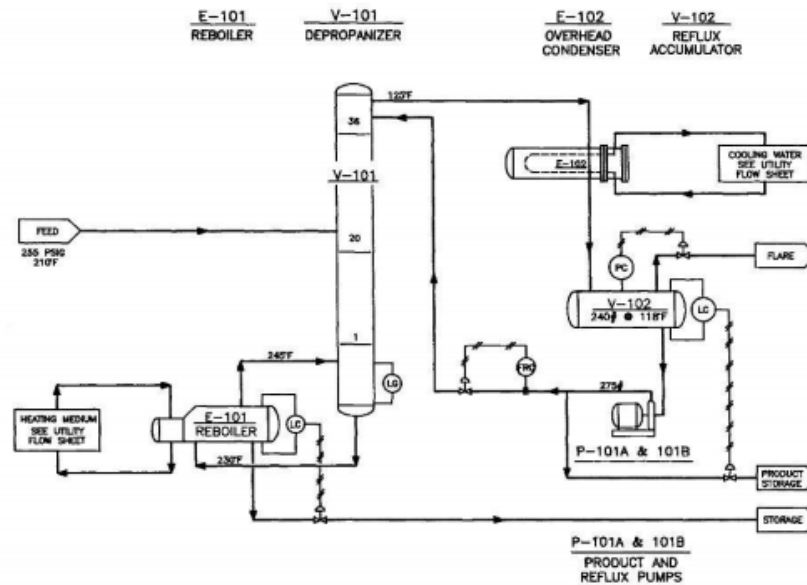 E-101
REBOILER
V-101
DEPROPANIZER
E-102
OVERHEAD
CONDENSER
V-102
REFLUX
ACCUMULATOR
125°F
36
E-102
COOLING WATER
SEE UTILITY
FLOW SHEET
V-101
FEED
255 PSIG
210°F
20
PC
FLARE
V-102
240# @ 118°F
LC
1
245°F
FRC
LG
275#
HEATING MEDIUM
SEE UTILITY
FLOW SHEET
E-101
REBOILER
LC
P-101A & 101B
230°F
PRODUCT
STORAGE
STORAGE
P-101A & 101B
PRODUCT AND
REFLUX PUMPS